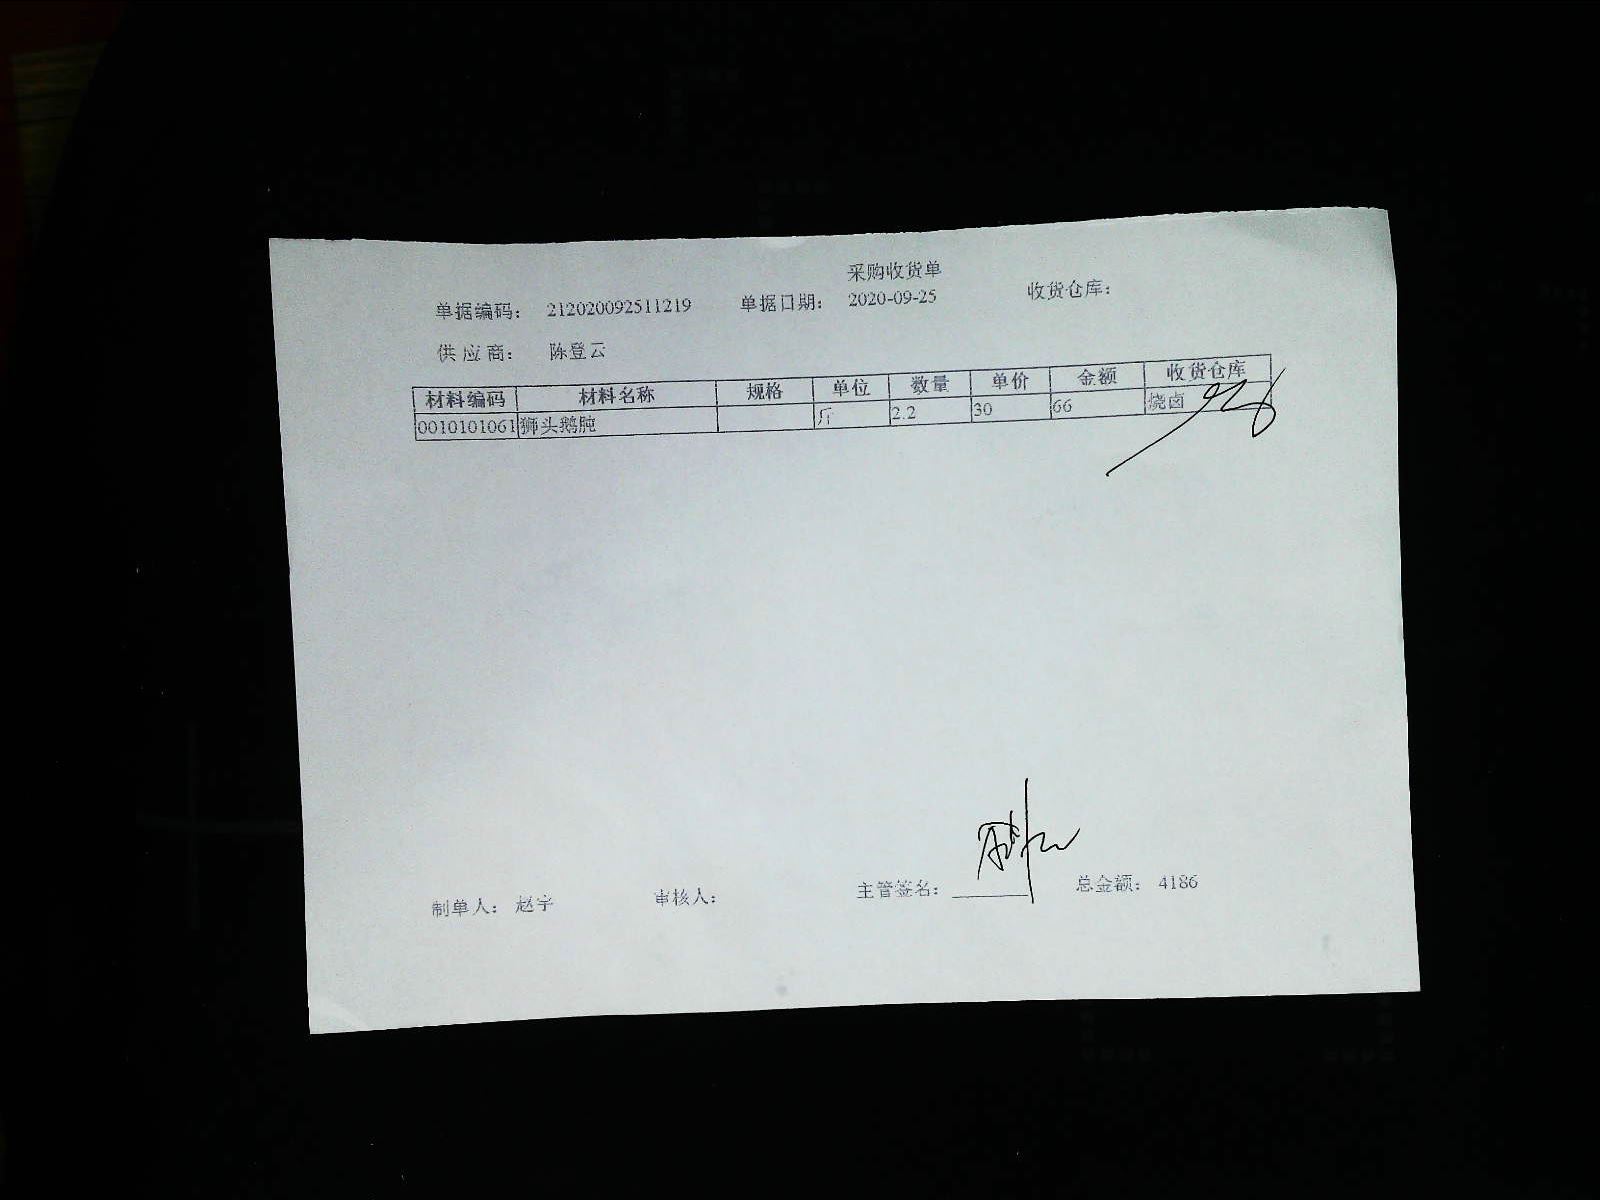 采购收货单
单据编码： 212020092511219 单据日期： 2020-09-25 收货仓库：
供应商： 陈登云
材料编码 材料名称 规格 单位 数量 单价 金额 收货仓库
0010101061 狮头鹅肫 斤 2.2 30 66 烧卤
制单人： 赵宇 审核人： 主管签名： 总金额： 4186